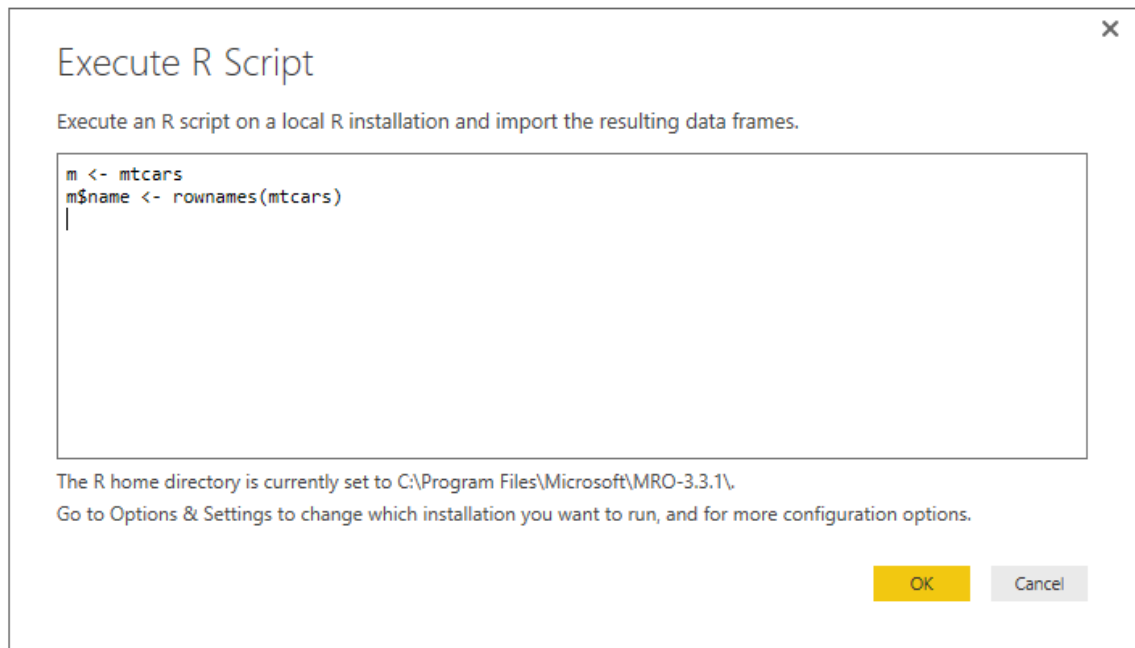 Execute R Script
Execute an R script on a local R installation and import the resulting data frames.
m <- mtcars
m$name <- rownames(mtcars)
The R home directory is currently set to C:\Program Files\Microsoft\MRO-3.3.1\.
Go to Options & Settings to change which installation you want to run, and for more configuration options.
OK Cancel